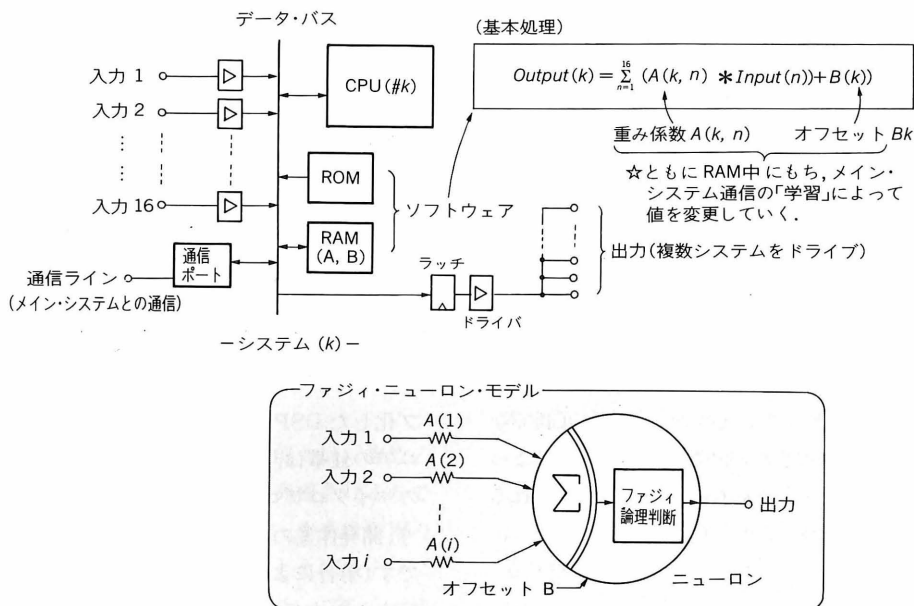 データ・バス
入力 1
入力 2
入力 16
通信ライン
(メイン・システムとの通信)
通信
ポート
CPU(#k)
ROM
RAM
(A, B)
ソフトウェア
ラッチ
ドライバ
出力(複数システムをドライブ)
−システム (k)−
(基本処理)
Output(k) = 16 Σ n=1 (A(k, n) ＊Input(n))+B(k))
重み係数 A(k, n)
オフセット Bk
☆ともに RAM中にもち，メイン・
システム通信の「学習」によって
値を変更していく．
ファジィ・ニューロン・モデル
入力 1
A(1)
入力 2
A(2)
入力 i
A(i)
Σ
ファジィ
論理判断
出力
オフセット B
ニューロン